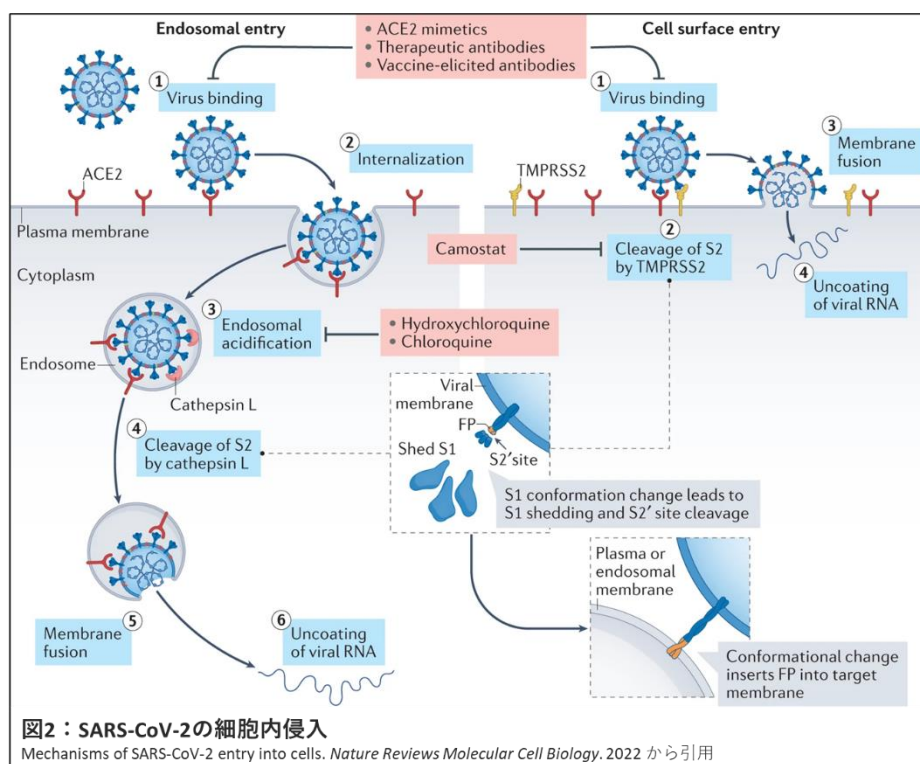 Endosomal entry
• ACE2 mimetics
• Therapeutic antibodies
• Vaccine-elicited antibodies
Cell surface entry
1
Virus binding
1
Virus binding
2
Internalization
3
Membrane
fusion
ACE2
TMPRSS2
Plasma membrane
Cytoplasm
Camostat
2
Cleavage of S2
by TMPRSS2
4
Uncoating
of viral RNA
3
Endosomal
acidification
• Hydroxychloroquine
• Chloroquine
Endosome
Cathepsin L
Viral
membrane
FP
S2′ site
Shed S1
4
Cleavage of S2
by cathepsin L
S1 conformation change leads to
S1 shedding and S2′ site cleavage
Plasma or
endosomal
membrane
5
Membrane
fusion
6
Uncoating
of viral RNA
Conformational change
inserts FP into target
membrane
図2：SARS-CoV-2の細胞内侵入
Mechanisms of SARS-CoV-2 entry into cells. Nature Reviews Molecular Cell Biology. 2022 から引用